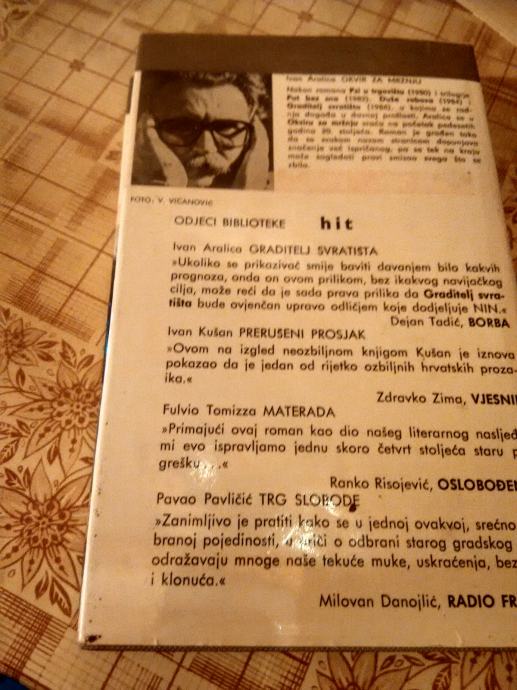 Ivan Aralica OKVIR ZA MRŽNJU
Nakon romana Psi u trgovištu (1980) i trilogije
Put bez sna (1982), Duše robova (1984) i
Graditelj svratišta (1986), u kojima se rad-
nja događa u davnoj prošlosti, Aralica se u
Okviru za mržnju vraća na početak pedesetih
godina 20. stoljeća. Roman je građen tako
da se svakom novom stranicom dopunjava
značenje već ispričanog, pa se tek na kraju
može sagledati pravi smisao svega što se
zbilo.
FOTO: V. VICANOVIĆ
ODJECI BIBLIOTEKE hit
Ivan Aralica GRADITELJ SVRATIŠTA
»Ukoliko se prikazivač smije baviti davanjem bilo kakvih
prognoza, onda on ovom prilikom, bez ikakvog navijačkog
cilja, može reći da je sada prava prilika da Graditelj svra-
tišta bude ovjenčan upravo odličjem koje dodjeljuje NIN.«
Dejan Tadić, BORBA
Ivan Kušan PRERUŠENI PROSJAK
»Ovom na izgled neozbiljnom knjigom Kušan je iznova
pokazao da je jedan od rijetko ozbiljnih hrvatskih proza-
ika.«
Zdravko Zima, VJESNI
Fulvio Tomizza MATERADA
»Primajući ovaj roman kao dio našeg literarnog nasljeđ
mi evo ispravljamo jednu skoro četvrt stoljeća staru p
grešku...«
Ranko Risojević, OSLOBOĐE
Pavao Pavličić TRG SLOBODE
»Zanimljivo je pratiti kako se u jednoj ovakvoj, srećno
branoj pojedinosti, u priči o odbrani starog gradskog
odražavaju mnoge naše tekuće muke, uskraćenja, bez
i klonuća.«
Milovan Danojlić, RADIO FR